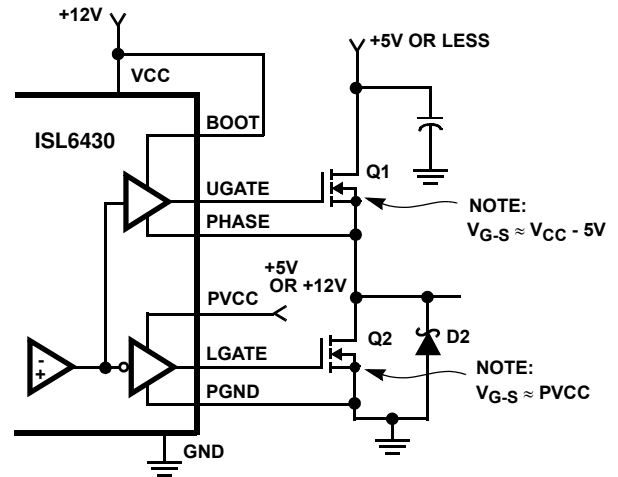 +12V
+5V OR LESS
VCC
BOOT
ISL6430
Q1
UGATE
NOTE:
VG-S ≈ VCC - 5V
PHASE
+5V
OR +12V
PVCC
Q2
D2
LGATE
- 
+
NOTE:
VG-S ≈ PVCC
PGND
GND